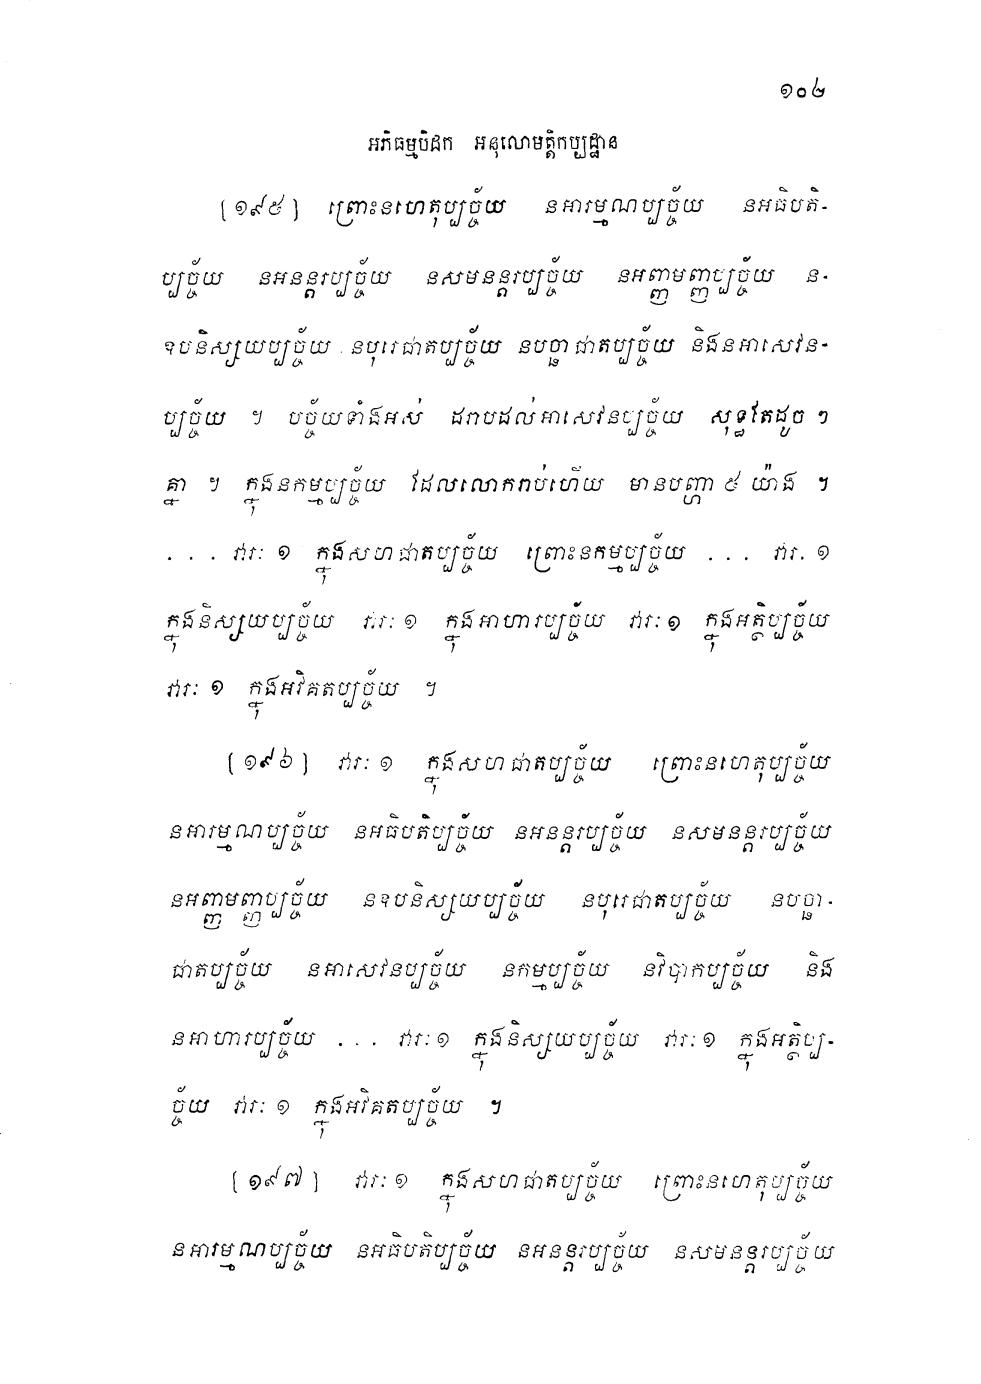 ១០៤
អភិធម្មបិដក អនុលោមត្តិកប្បដ្ឋាន
[១៩៥] ព្រោះនហេតុប្បច្ច័យ នអារម្មណប្បច្ច័យ នអធិបតិ-
ប្បច្ច័យ នអនន្តរប្បច្ច័យ នសមនន្តរប្បច្ច័យ នអញ្ញាមញ្ញប្បច្ច័យ ន-
ឧបនិស្សយប្បច្ច័យ នបុរេជាតប្បច្ច័យ នបច្ឆាជាតប្បច្ច័យ និងនអាសេវន-
ប្បច្ច័យ ។ បច្ច័យទាំងអស់ ដរាបដល់អាសេវនប្បច្ច័យ សុទ្ធតែដូច ៗ
គ្នា ។ ក្នុងនកម្មប្បច្ច័យ ដែលលោករាប់ហើយ មានបញ្ហា ៥ យ៉ាង ។
. . . វារៈ ១ ក្នុងសហជាតប្បច្ច័យ ព្រោះនកម្មប្បច្ច័យ . . . វារៈ ១
ក្នុងនិស្សយប្បច្ច័យ វារៈ ១ ក្នុងអាហារប្បច្ច័យ វារៈ ១ ក្នុងអត្ថិប្បច្ច័យ
វារៈ ១ ក្នុងអវិគតប្បច្ច័យ ។
[១៩៦] វារៈ ១ ក្នុងសហជាតប្បច្ច័យ ព្រោះនហេតុប្បច្ច័យ
នអារម្មណប្បច្ច័យ នអធិបតិប្បច្ច័យ នអនន្តរប្បច្ច័យ នសមនន្តរប្បច្ច័យ
នអញ្ញាមញ្ញប្បច្ច័យ នឧបនិស្សយប្បច្ច័យ នបុរេជាតប្បច្ច័យ នបច្ឆា-
ជាតប្បច្ច័យ នអាសេវនប្បច្ច័យ នកម្មប្បច្ច័យ នវិបាកប្បច្ច័យ និង
នអាហារប្បច្ច័យ . . . វារៈ ១ ក្នុងនិស្សយប្បច្ច័យ វារៈ ១ ក្នុងអត្ថិប្ប-
ច្ច័យ វារៈ ១ ក្នុងអវិគតប្បច្ច័យ ។
[១៩៧] វារៈ ១ ក្នុងសហជាតប្បច្ច័យ ព្រោះនហេតុប្បច្ច័យ
នអារម្មណប្បច្ច័យ នអធិបតិប្បច្ច័យ នអនន្តរប្បច្ច័យ នសមនន្តរប្បច្ច័យ